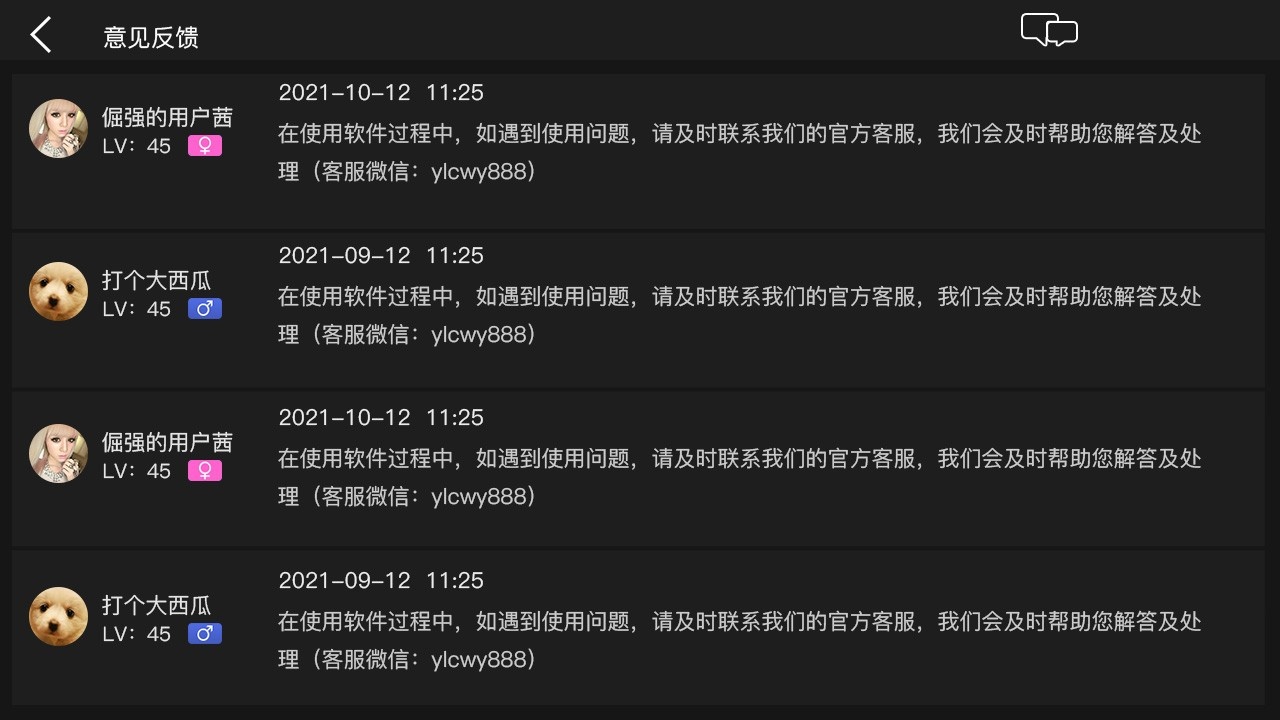 意见反馈
2021-10-12 11:25
倔强的用户茜
LV: 45
在使用软件过程中，如遇到使用问题，请及时联系我们的官方客服，我们会及时帮助您解答及处
理（客服微信：ylcwy888）
2021-09-12 11:25
打个大西瓜
LV: 45
在使用软件过程中，如遇到使用问题，请及时联系我们的官方客服，我们会及时帮助您解答及处
理（客服微信：ylcwy888）
2021-10-12 11:25
倔强的用户茜
LV: 45
在使用软件过程中，如遇到使用问题，请及时联系我们的官方客服，我们会及时帮助您解答及处
理（客服微信：ylcwy888）
2021-09-12 11:25
打个大西瓜
LV: 45
在使用软件过程中，如遇到使用问题，请及时联系我们的官方客服，我们会及时帮助您解答及处
理（客服微信：ylcwy888）